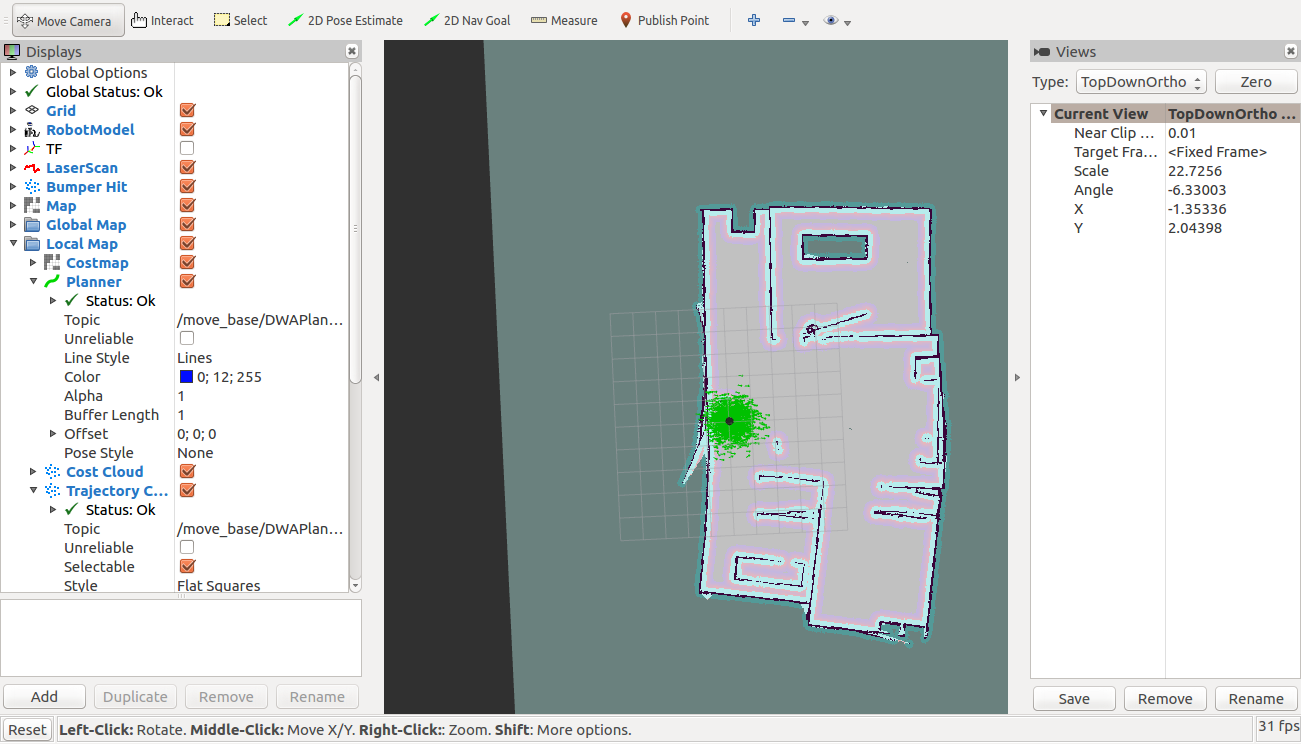 Move Camera Interact Select 2D Pose Estimate 2D Nav Goal Measure Publish Point
Displays
Global Options
Global Status: Ok
Grid
RobotModel
TF
LaserScan
Bumper Hit
Map
Global Map
Local Map
Costmap
Planner
Status: Ok
Topic /move_base/DWAPlan...
Unreliable
Line Style Lines
Color 0; 12; 255
Alpha 1
Buffer Length 1
Offset 0; 0; 0
Pose Style None
Cost Cloud
Trajectory C...
Status: Ok
Topic /move_base/DWAPlan...
Unreliable
Selectable
Style Flat Squares
Add Duplicate Remove Rename
Views
Type: TopDownOrtho Zero
Current View TopDownOrtho ...
Near Clip ... 0.01
Target Fra... <Fixed Frame>
Scale 22.7256
Angle -6.33003
X -1.35336
Y 2.04398
Save Remove Rename
Reset Left-Click: Rotate. Middle-Click: Move X/Y. Right-Click:: Zoom. Shift: More options. 31 fps